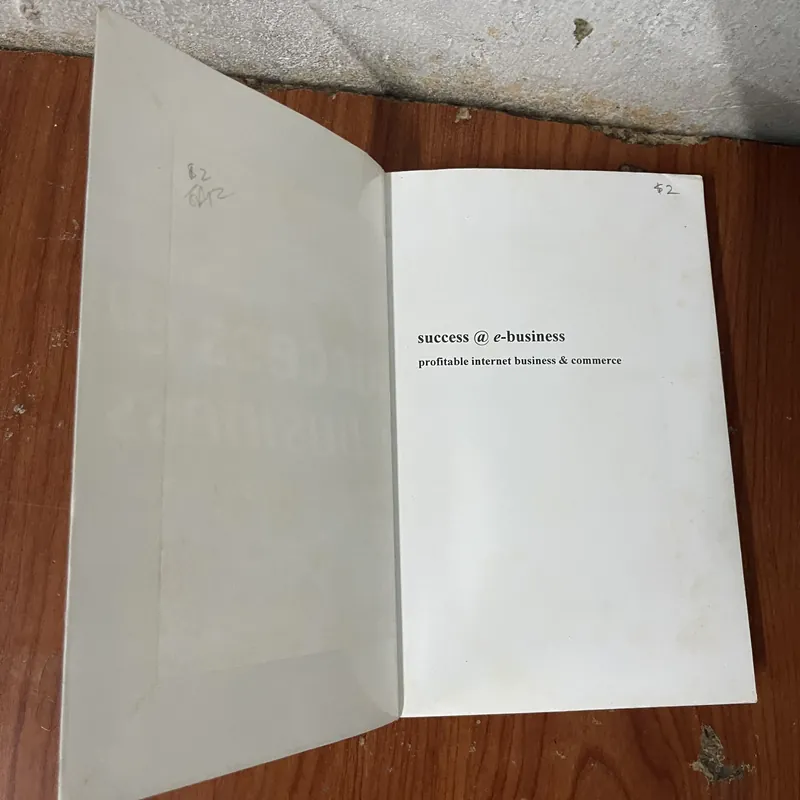 $2
success @ e-business
profitable internet business & commerce